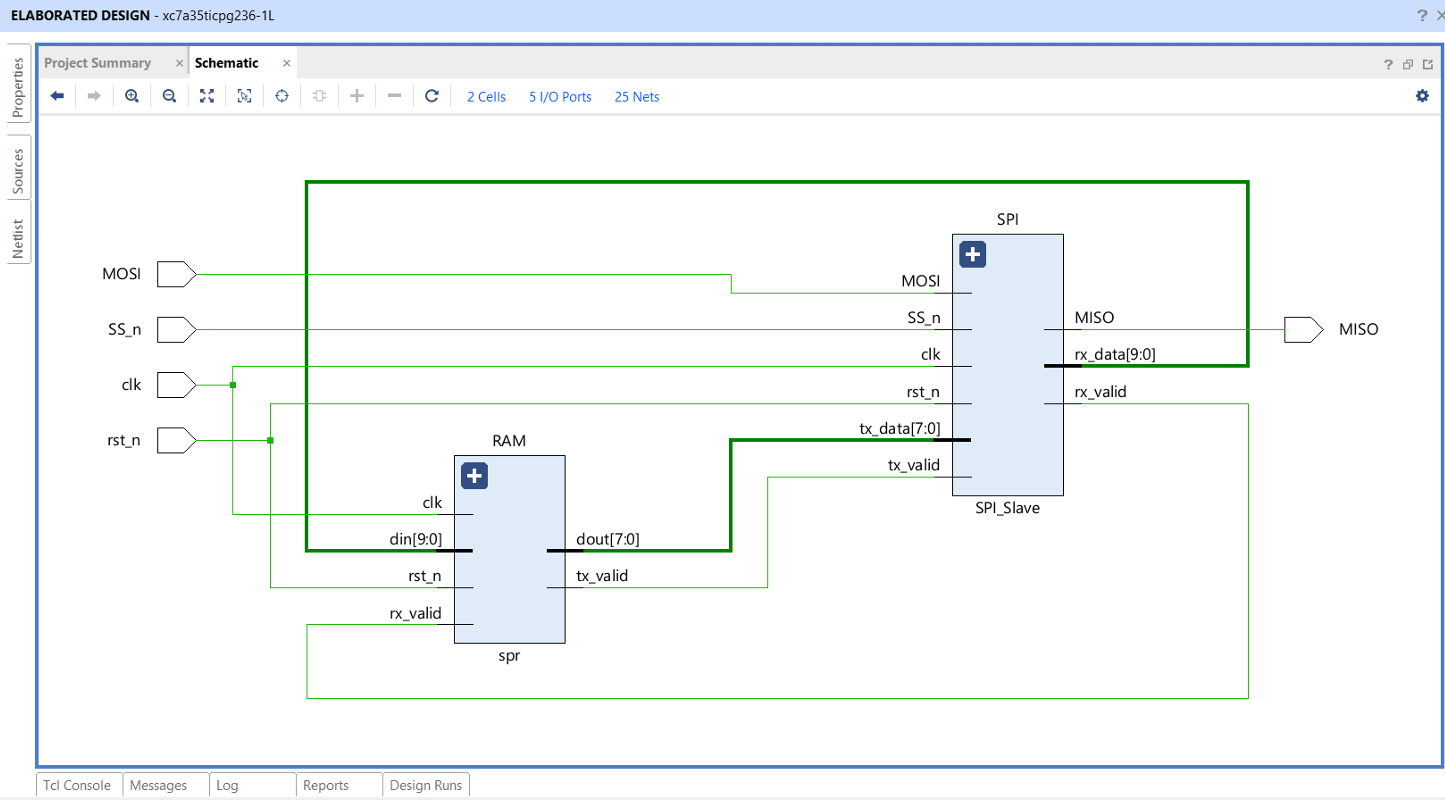 ELABORATED DESIGN - xc7a35ticpg236-1L
Properties
Sources
Netlist
Project Summary
Schematic
2 Cells 5 I/O Ports 25 Nets
SPI
MOSI
SS_n
clk
rst_n
MOSI
SS_n
clk
rst_n
tx_data[7:0]
tx_valid
MISO
rx_data[9:0]
rx_valid
MISO
SPI_Slave
RAM
clk
din[9:0]
rst_n
rx_valid
dout[7:0]
tx_valid
spr
Tcl Console Messages Log Reports Design Runs